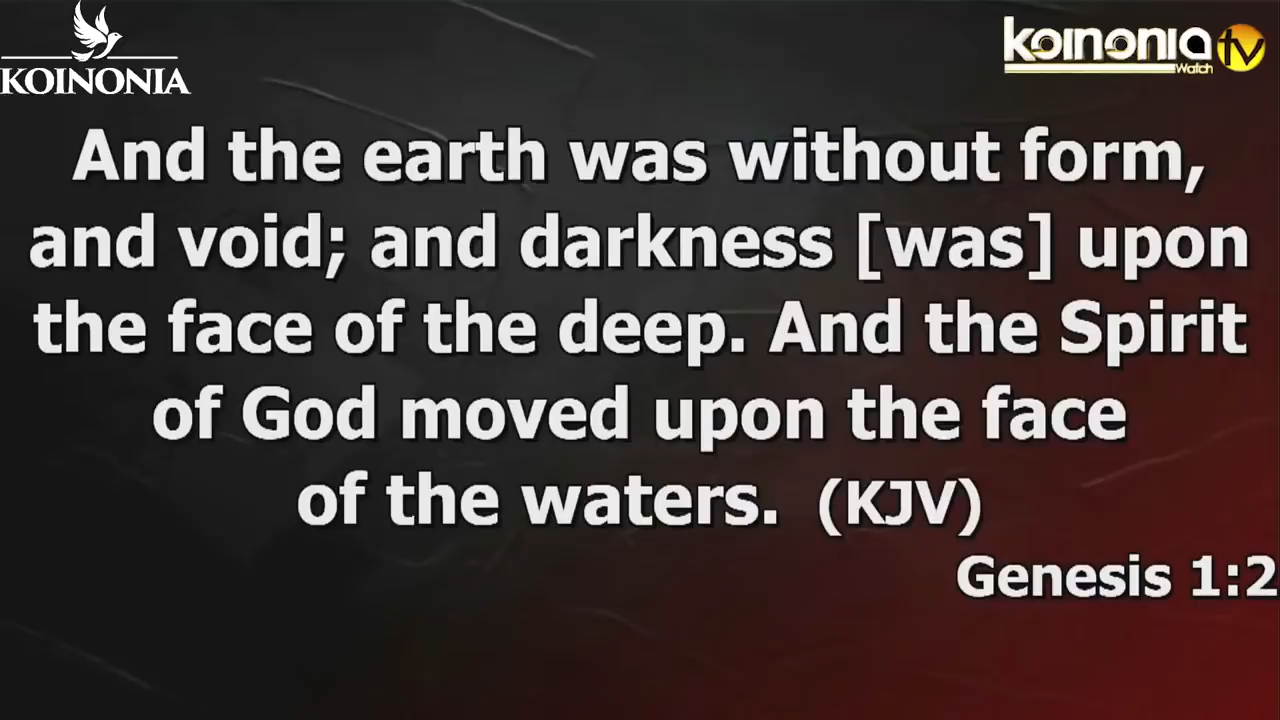 KOINONIA
koinonia tv
Watch
And the earth was without form,
and void; and darkness [was] upon
the face of the deep. And the Spirit
of God moved upon the face
of the waters. (KJV)
Genesis 1:2